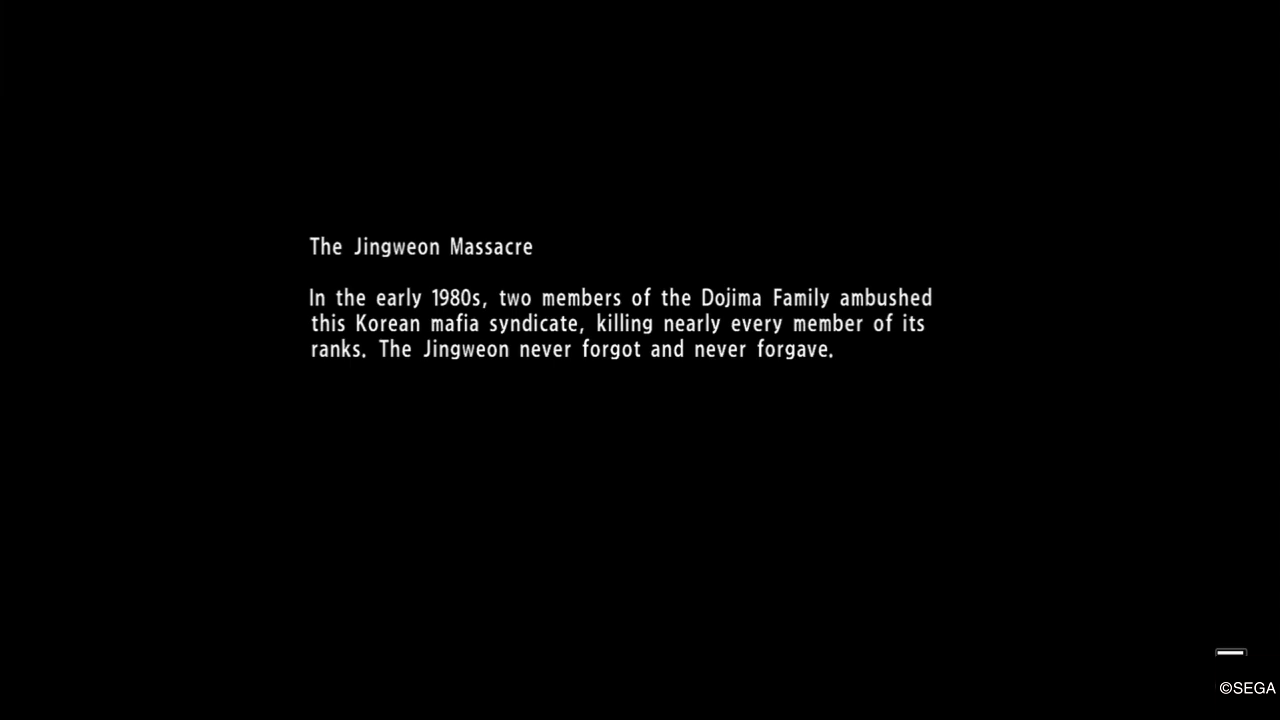 The Jingweon Massacre
In the early 1980s, two members of the Dojima Family ambushed
this Korean mafia syndicate, killing nearly every member of its
ranks. The Jingweon never forgot and never forgave.
©SEGA